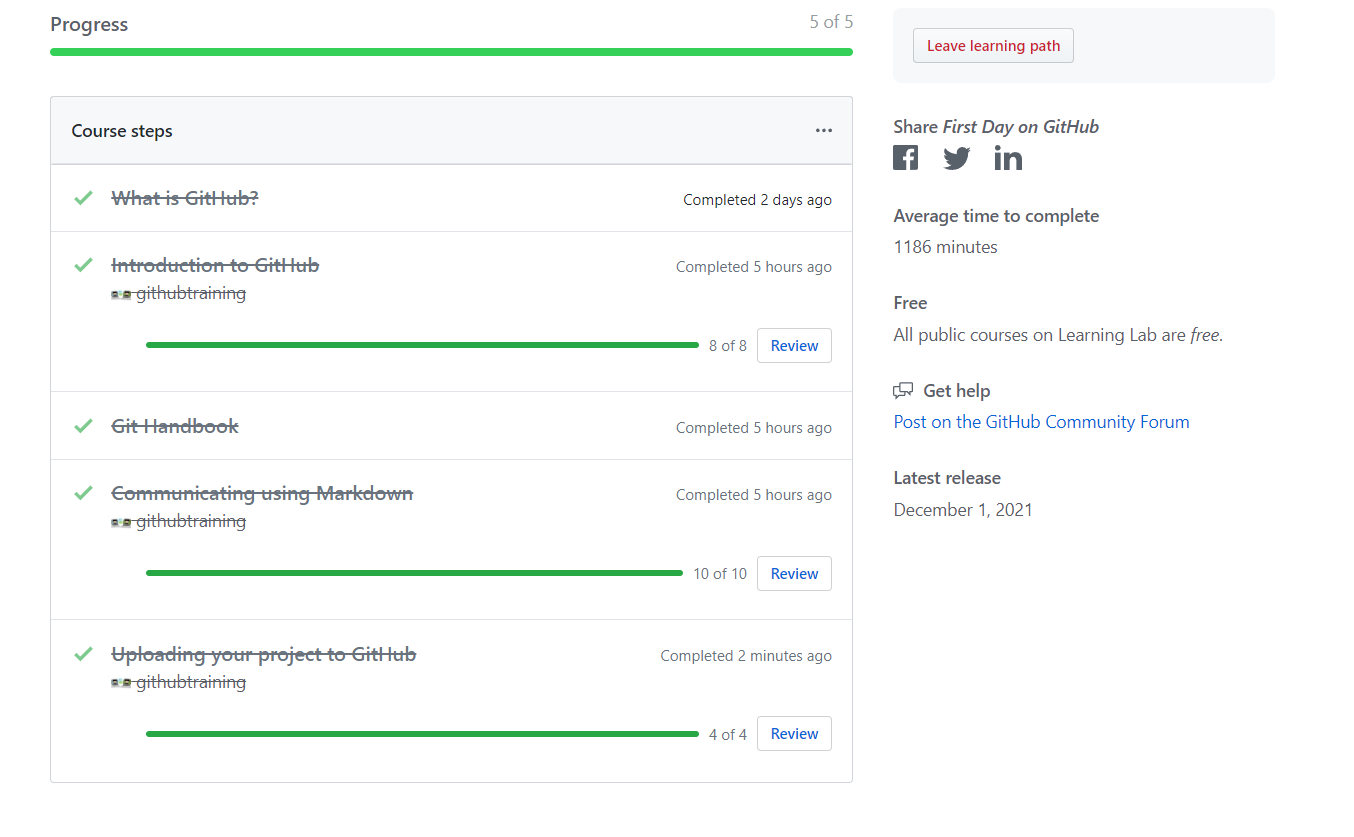 Progress
5 of 5
Course steps
What is GitHub?
Completed 2 days ago
Introduction to GitHub
Completed 5 hours ago
githubtraining
8 of 8
Review
Git Handbook
Completed 5 hours ago
Communicating using Markdown
Completed 5 hours ago
githubtraining
10 of 10
Review
Uploading your project to GitHub
Completed 2 minutes ago
githubtraining
4 of 4
Review
Leave learning path
Share First Day on GitHub
Average time to complete
1186 minutes
Free
All public courses on Learning Lab are free.
Get help
Post on the GitHub Community Forum
Latest release
December 1, 2021